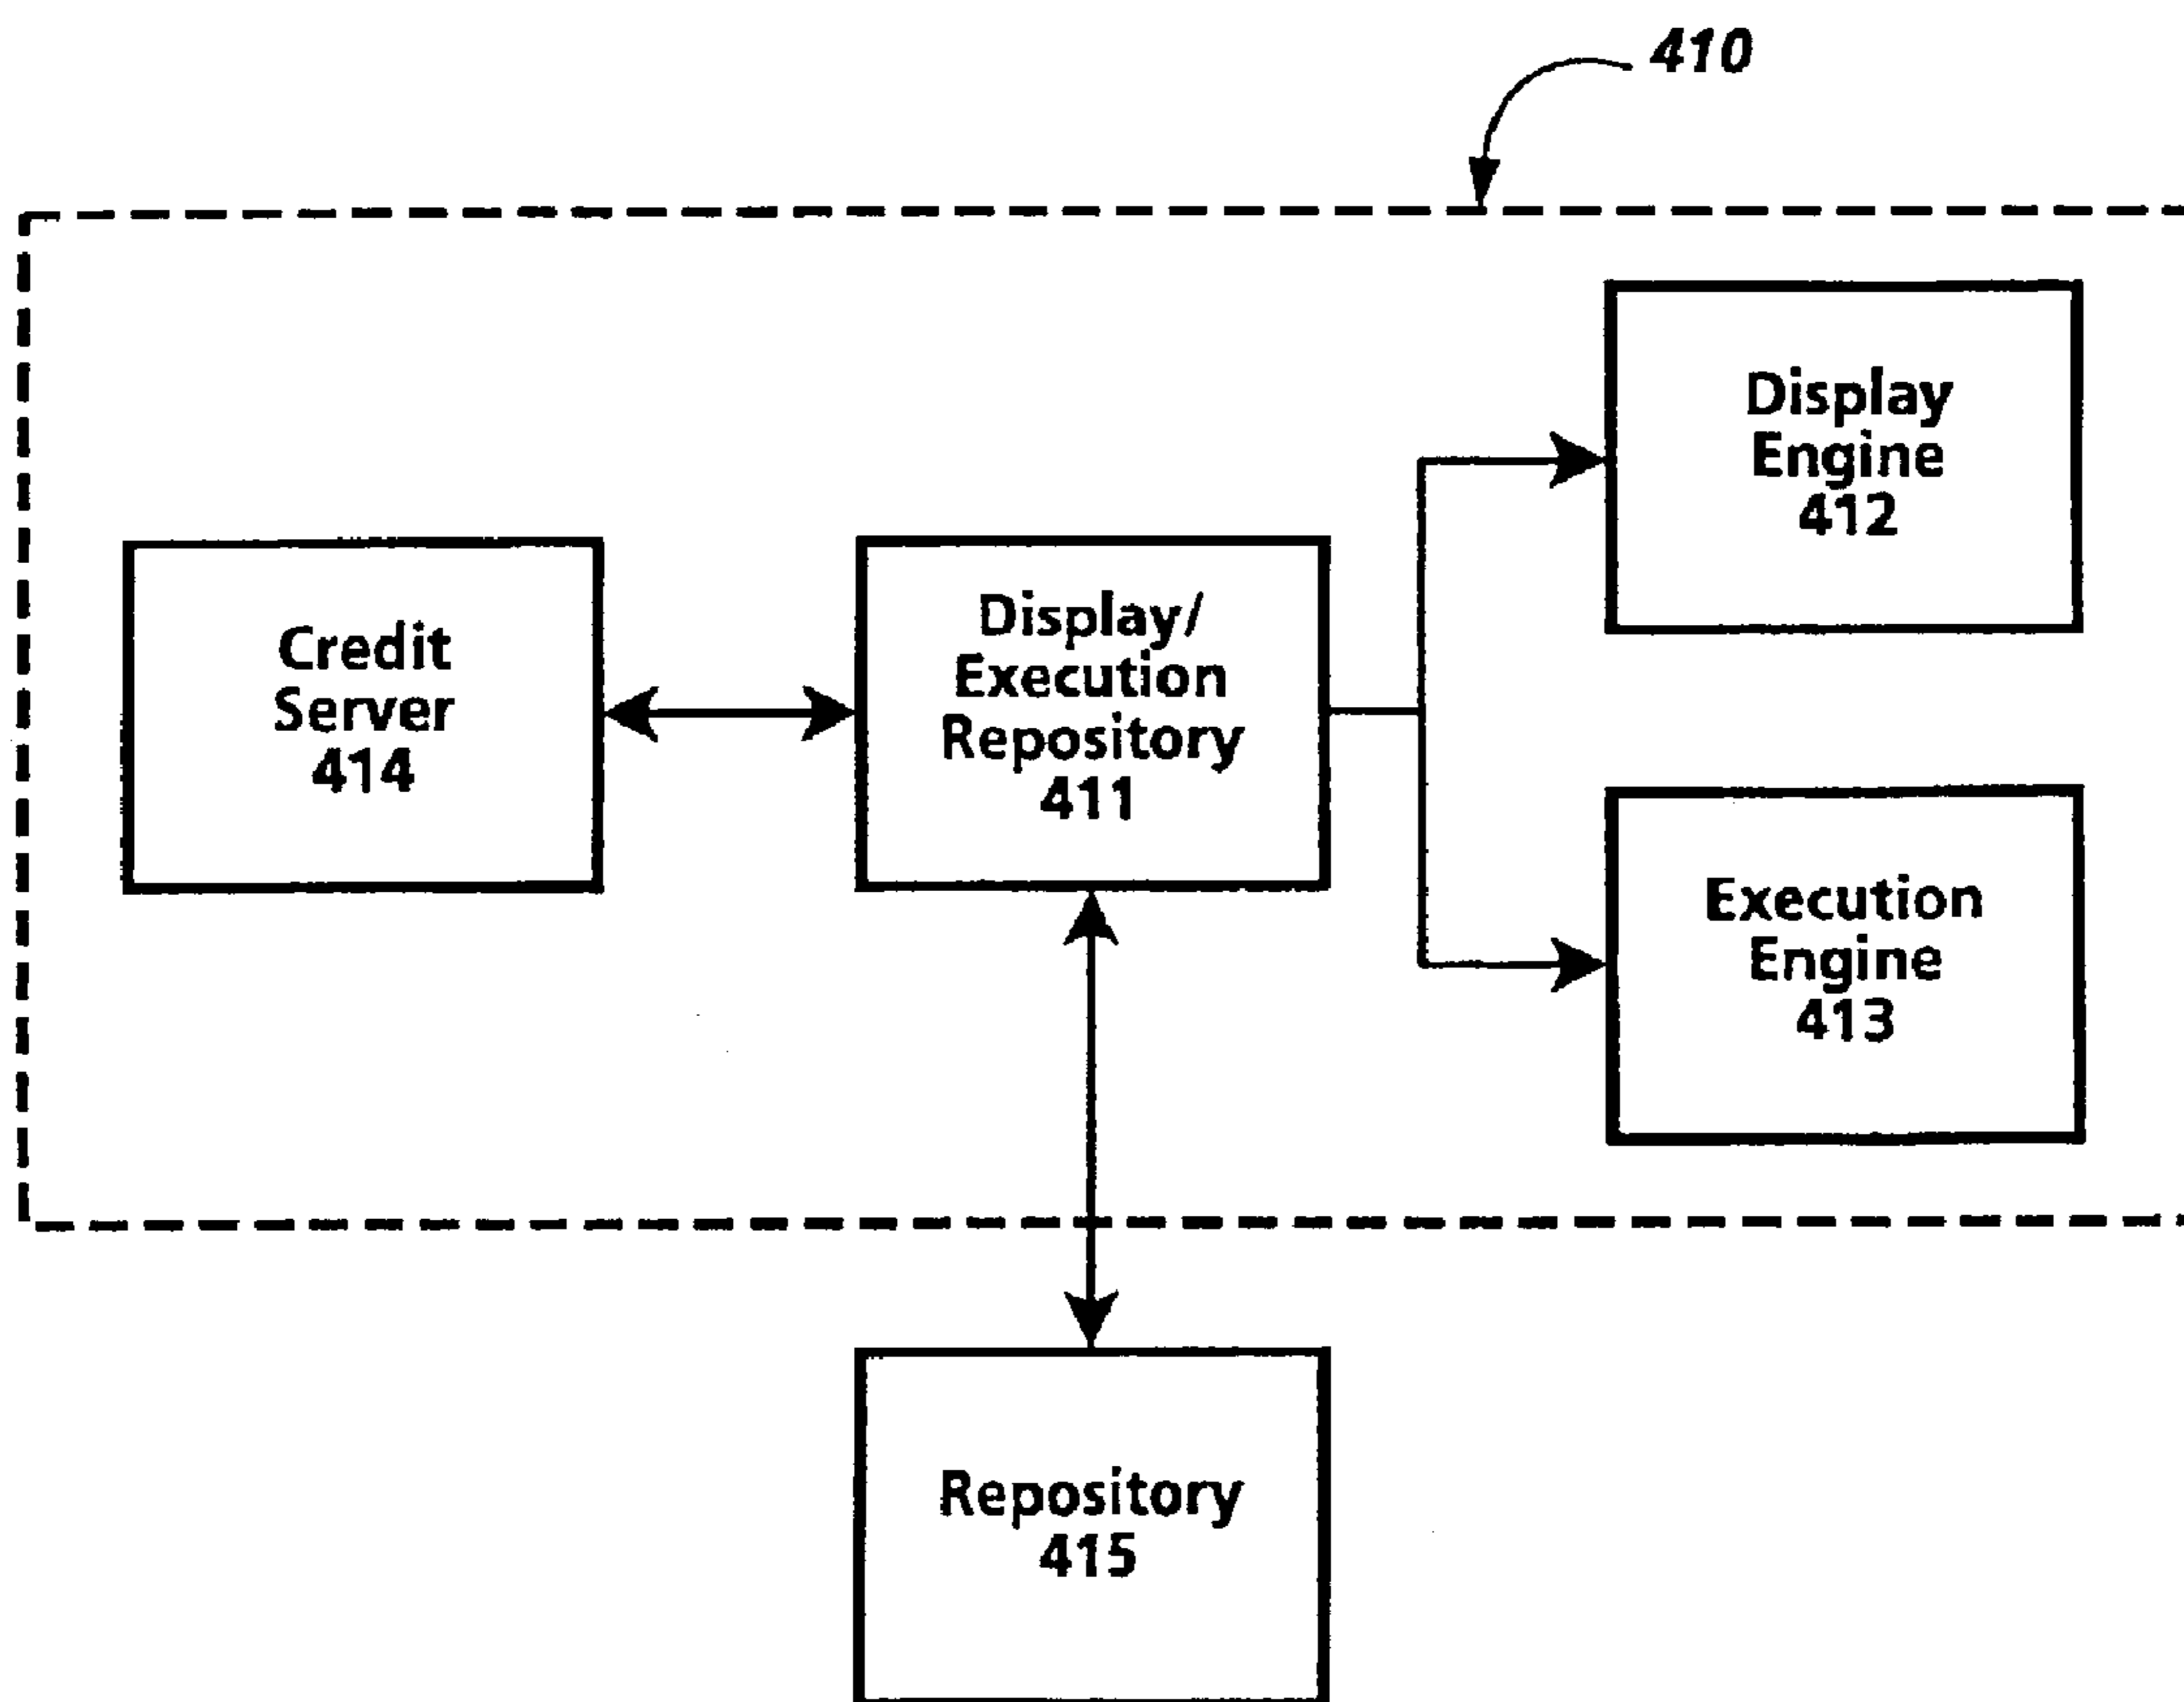 410
Display
Engine
412
Credit
Server
414
Display/
Execution
Repository
411
Execution
Engine
413
Repository
415